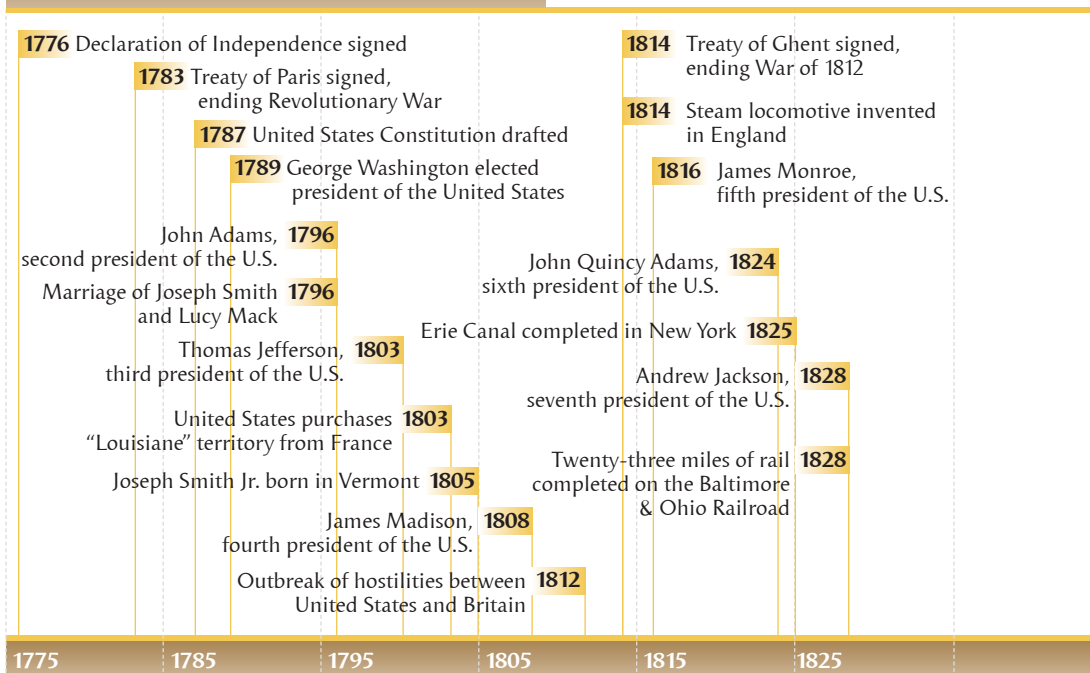 1776 Declaration of Independence signed
1783 Treaty of Paris signed,
ending Revolutionary War
1787 United States Constitution drafted
1789 George Washington elected
president of the United States
John Adams, 1796
second president of the U.S.
Marriage of Joseph Smith 1796
and Lucy Mack
Thomas Jefferson, 1803
third president of the U.S.
United States purchases 1803
“Louisiane” territory from France
Joseph Smith Jr. born in Vermont 1805
James Madison, 1808
fourth president of the U.S.
Outbreak of hostilities between 1812
United States and Britain
1814 Treaty of Ghent signed,
ending War of 1812
1814 Steam locomotive invented
in England
1816 James Monroe,
fifth president of the U.S.
John Quincy Adams, 1824
sixth president of the U.S.
Erie Canal completed in New York 1825
Andrew Jackson, 1828
seventh president of the U.S.
Twenty-three miles of rail 1828
completed on the Baltimore
& Ohio Railroad
1775 1785 1795 1805 1815 1825